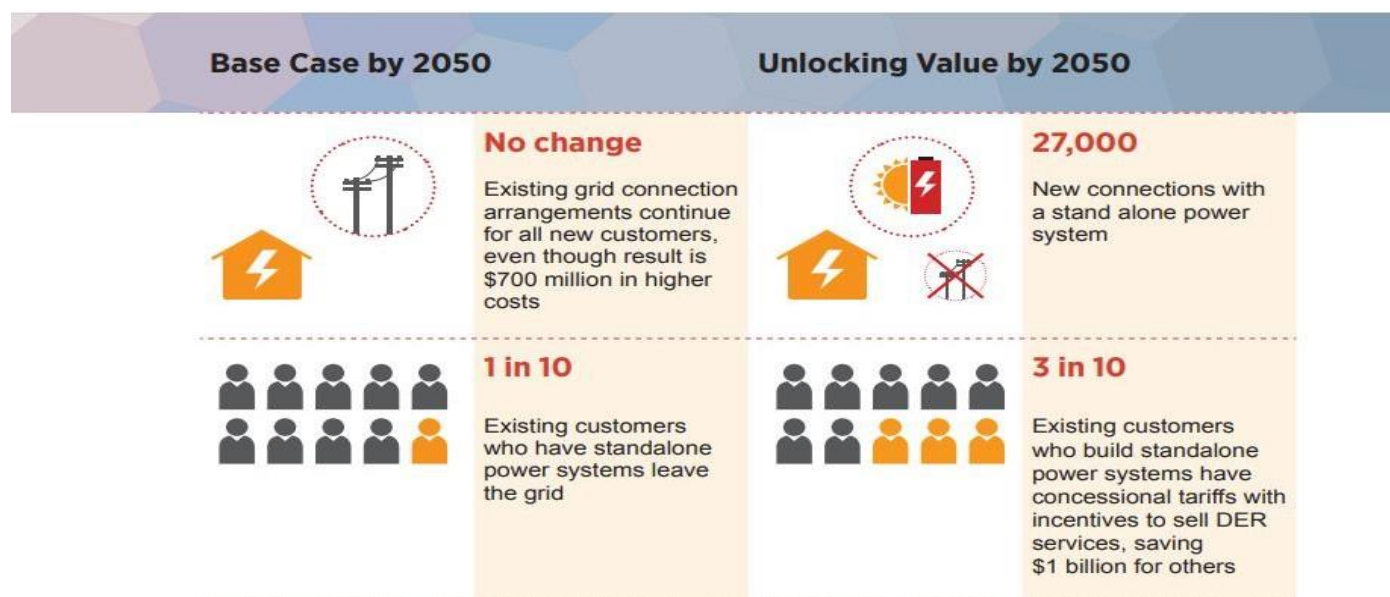 Base Case by 2050
Unlocking Value by 2050
No change
Existing grid connection
arrangements continue
for all new customers,
even though result is
$700 million in higher
costs
27,000
New connections with
a stand alone power
system
1 in 10
Existing customers
who have standalone
power systems leave
the grid
3 in 10
Existing customers
who build standalone
power systems have
concessional tariffs with
incentives to sell DER
services, saving
$1 billion for others